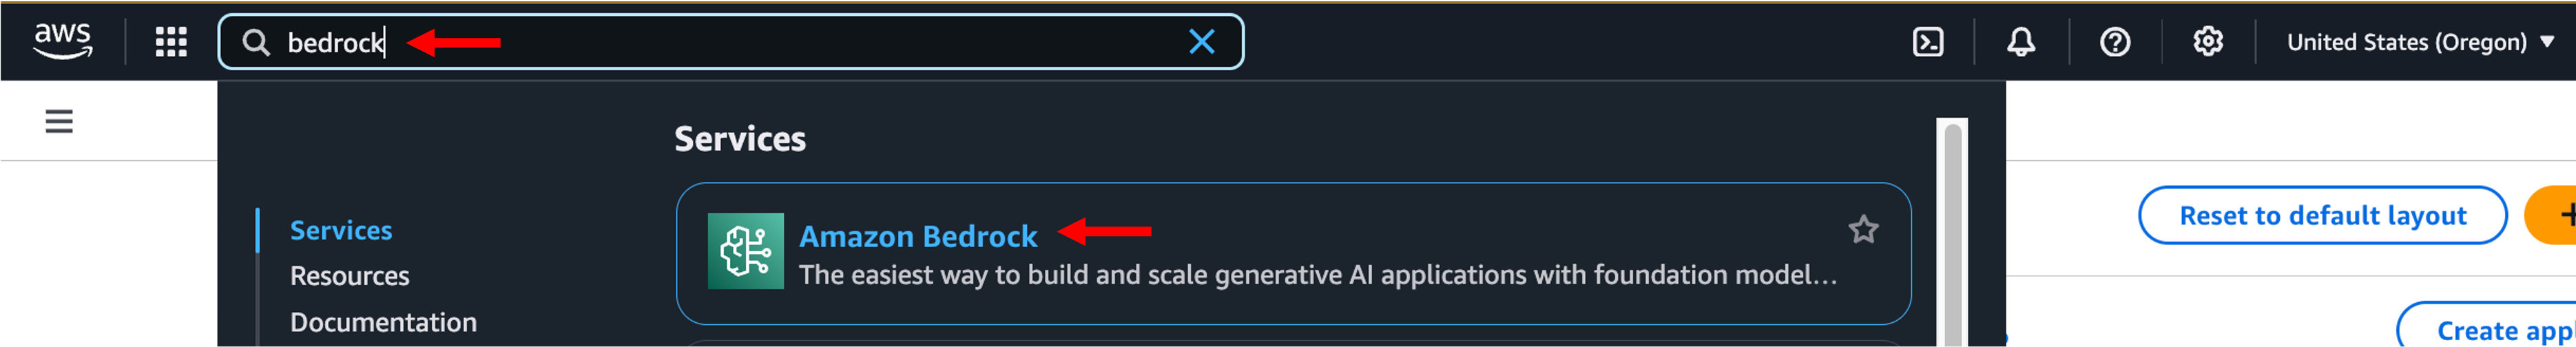 aws
bedrock
United States (Oregon)
Services
Services
Resources
Documentation
Amazon Bedrock
The easiest way to build and scale generative AI applications with foundation model...
Reset to default layout
+
Create appl